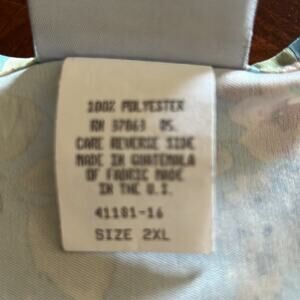 100% POLYESTER
RN 37863 DS.
CARE REVERSE SIDE
MADE IN GUATEMALA
OF FABRIC MADE
IN THE U.S.
41181-16
SIZE 2XL